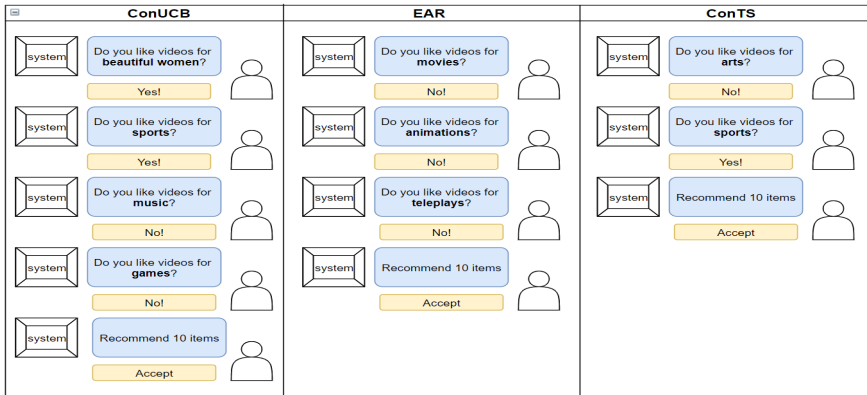 ConUCB
system
Do you like videos for
beautiful women?
Yes!
system
Do you like videos for
sports?
Yes!
system
Do you like videos for
music?
No!
system
Do you like videos for
games?
No!
system
Recommend 10 items
Accept
EAR
system
Do you like videos for
movies?
No!
system
Do you like videos for
animations?
No!
system
Do you like videos for
teleplays?
No!
system
Recommend 10 items
Accept
ConTS
system
Do you like videos for
arts?
No!
system
Do you like videos for
sports?
Yes!
system
Recommend 10 items
Accept